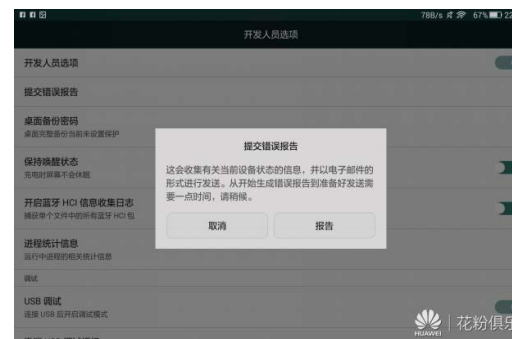 78B/s 67% 22
开发人员选项
开发人员选项
提交错误报告
桌面备份密码
桌面完整备份当前未设置保护
保持唤醒状态
充电时屏幕不会休眠
开启蓝牙 HCI 信息收集日志
捕获单个文件中的所有蓝牙 HCI 包
进程统计信息
运行中进程的相关统计信息
调试
USB 调试
连接 USB 后开启调试模式
提交错误报告
这会收集有关当前设备状态的信息，并以电子邮件的
形式进行发送。从开始生成错误报告到准备好发送需
要一点时间，请稍候。
取消
报告
HUAWEI
花粉俱乐